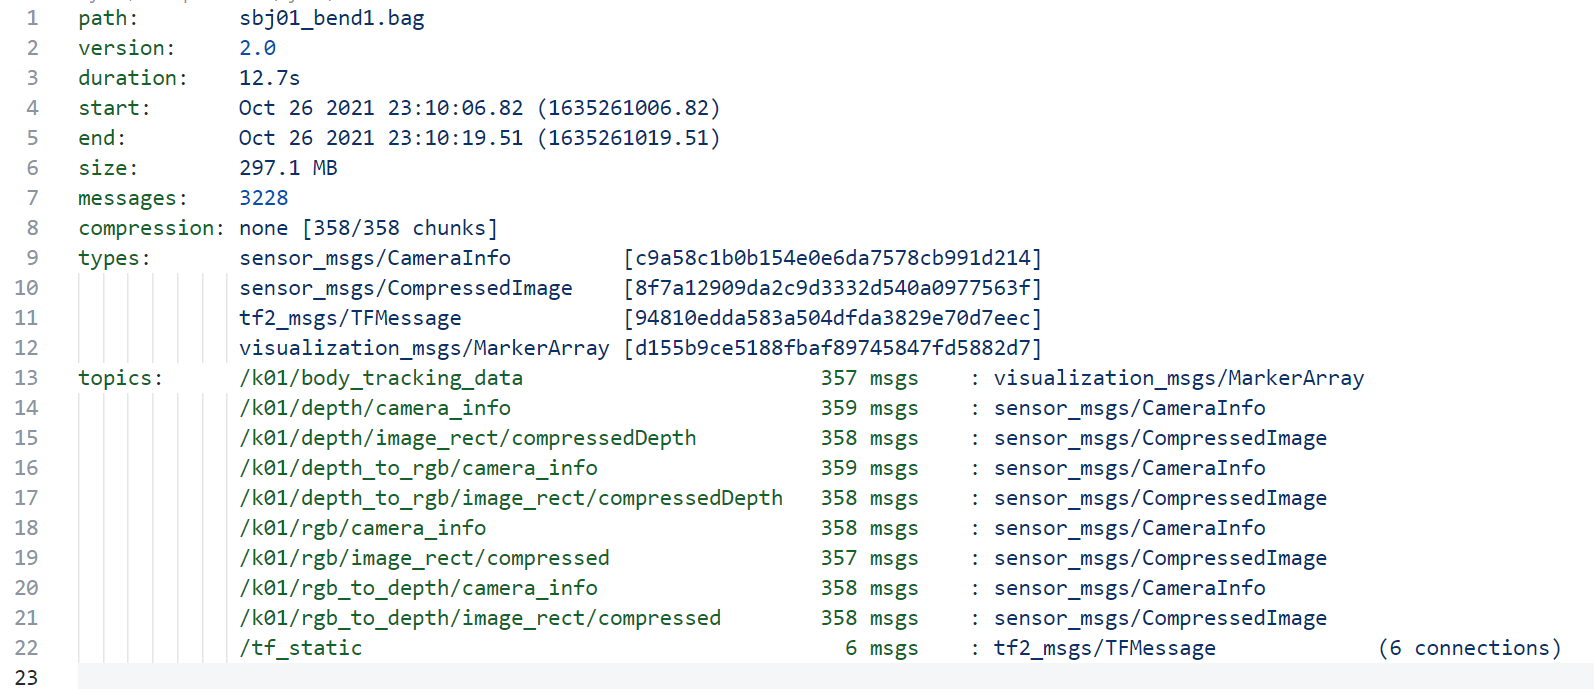 1 path: sbj01_bend1.bag
2 version: 2.0
3 duration: 12.7s
4 start: Oct 26 2021 23:10:06.82 (1635261006.82)
5 end: Oct 26 2021 23:10:19.51 (1635261019.51)
6 size: 297.1 MB
7 messages: 3228
8 compression: none [358/358 chunks]
9 types: sensor_msgs/CameraInfo [c9a58c1b0b154e0e6da7578cb991d214]
10 sensor_msgs/CompressedImage [8f7a12909da2c9d3332d540a0977563f]
11 tf2_msgs/TFMessage [94810edda583a504dfda3829e70d7eec]
12 visualization_msgs/MarkerArray [d155b9ce5188fbaf89745847fd5882d7]
13 topics: /k01/body_tracking_data 357 msgs : visualization_msgs/MarkerArray
14 /k01/depth/camera_info 359 msgs : sensor_msgs/CameraInfo
15 /k01/depth/image_rect/compressedDepth 358 msgs : sensor_msgs/CompressedImage
16 /k01/depth_to_rgb/camera_info 359 msgs : sensor_msgs/CameraInfo
17 /k01/depth_to_rgb/image_rect/compressedDepth 358 msgs : sensor_msgs/CompressedImage
18 /k01/rgb/camera_info 358 msgs : sensor_msgs/CameraInfo
19 /k01/rgb/image_rect/compressed 357 msgs : sensor_msgs/CompressedImage
20 /k01/rgb_to_depth/camera_info 358 msgs : sensor_msgs/CameraInfo
21 /k01/rgb_to_depth/image_rect/compressed 358 msgs : sensor_msgs/CompressedImage
22 /tf_static 6 msgs : tf2_msgs/TFMessage (6 connections)
23